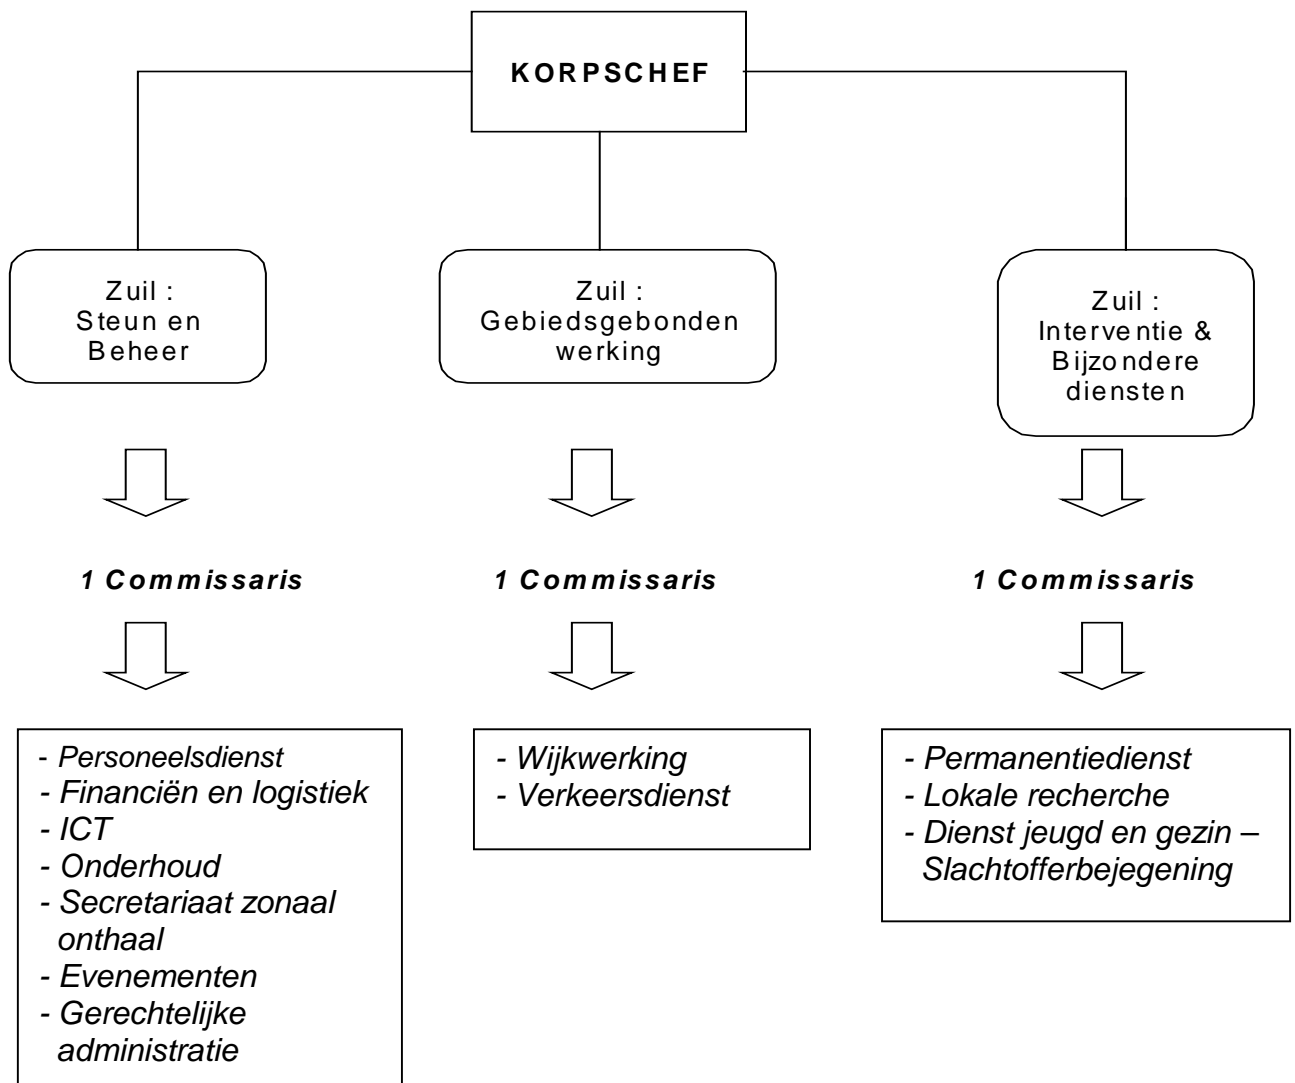 KORPSCHEF
Zuil :
Steun en
Beheer
Zuil :
Gebiedsgebonden
werking
Zuil :
Interventie &
Bijzondere
diensten
1 Commissaris
1 Commissaris
1 Commissaris
- Personeelsdienst
- Financiën en logistiek
- ICT
- Onderhoud
- Secretariaat zonaal
onthaal
- Evenementen
- Gerechtelijke
administratie
- Wijkwerking
- Verkeersdienst
- Permanentiedienst
- Lokale recherche
- Dienst jeugd en gezin –
Slachtofferbejegening